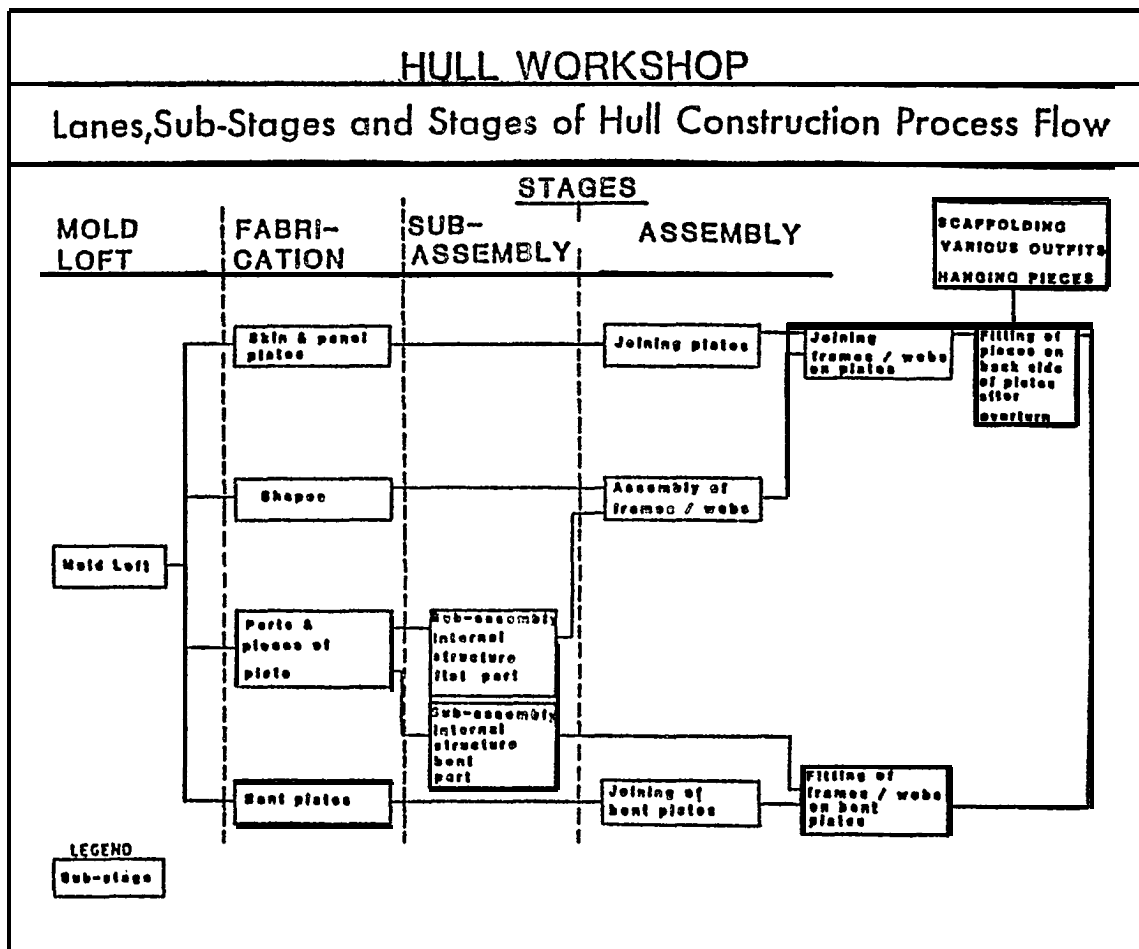 HULL WORKSHOP
Lanes,Sub-Stages and Stages of Hull Construction Process Flow
STAGES
MOLD
LOFT
FABRI-
CATION
SUB-
ASSEMBLY
ASSEMBLY
SCAFFOLDING
VARIOUS OUTFITS
HANGING PIECES
Skin & panel
plates
Joining plates
Joining
frames / webs
on plates
Fitting of
pieces on
back side
of plates
after
overturn
Shapes
Assembly of
frames / webs
Mold Loft
Parts &
pieces of
plate
Sub-assembly
internal
structure
flat part
Sub-assembly
internal
structure
bent
part
Bent plates
Joining of
bent plates
Fitting of
frames / webs
on bent
plates
LEGEND
Sub-stage